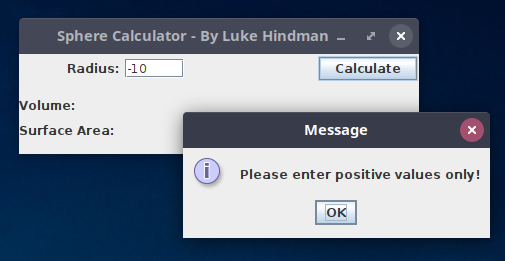 Sphere Calculator - By Luke Hindman
Radius: -10 Calculate
Volume:
Surface Area:
Message
i Please enter positive values only!
OK